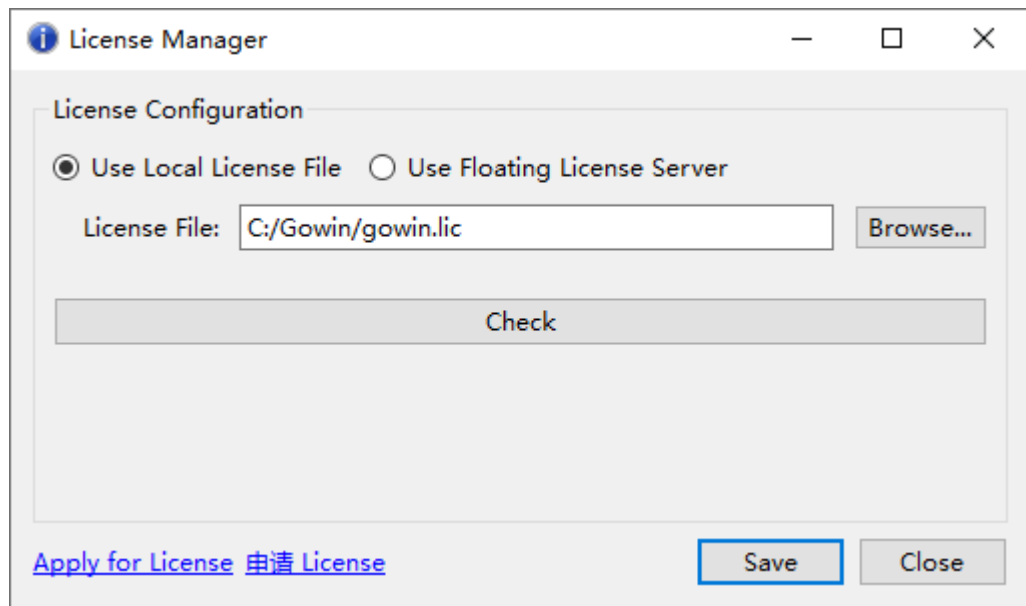 License Manager
License Configuration
Use Local License File Use Floating License Server
License File: C:/Gowin/gowin.lic Browse...
Check
Apply for License 申请 License Save Close